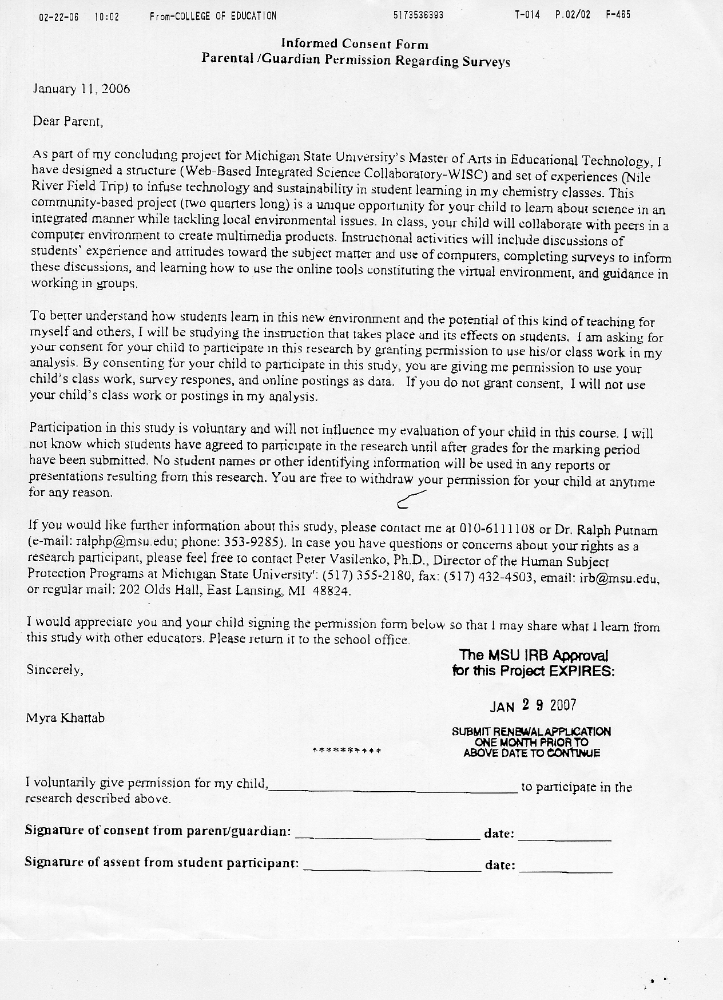 02-22-06 10:02 From-COLLEGE OF EDUCATION 5173536393 T-014 P.02/02 F-465
Informed Consent Form
Parental /Guardian Permission Regarding Surveys
January 11, 2006
Dear Parent,
As part of my concluding project for Michigan State University's Master of Arts in Educational Technology, I
have designed a structure (Web-Based Integrated Science Collaboratory-WISC) and set of experiences (Nile
River Field Trip) to infuse technology and sustainability in student learning in my chemistry classes. This
community-based project (two quarters long) is a unique opportunity for your child to learn about science in an
integrated manner while tackling local environmental issues. In class, your child will collaborate with peers in a
computer environment to create multimedia products. Instructional activities will include discussions of
students' experience and attitudes toward the subject matter and use of computers, completing surveys to inform
these discussions, and learning how to use the online tools constituting the virtual environment, and guidance in
working in groups.
To better understand how students learn in this new environment and the potential of this kind of teaching for
myself and others, I will be studying the instruction that takes place and its effects on students. I am asking for
your consent for your child to participate in this research by granting permission to use his/or class work in my
analysis. By consenting for your child to participate in this study, you are giving me permission to use your
child's class work, survey respones, and online postings as data. If you do not grant consent, I will not use
your child's class work or postings in my analysis.
Participation in this study is voluntary and will not influence my evaluation of your child in this course. I will
not know which students have agreed to participate in the research until after grades for the marking period
have been submitted. No student names or other identifying information will be used in any reports or
presentations resulting from this research. You are free to withdraw your permission for your child at anytime
for any reason.
If you would like further information about this study, please contact me at 010-6111108 or Dr. Ralph Putnam
(e-mail: ralphp@msu.edu; phone: 353-9285). In case you have questions or concerns about your rights as a
research participant, please feel free to contact Peter Vasilenko, Ph.D., Director of the Human Subject
Protection Programs at Michigan State University': (517) 355-2180, fax: (517) 432-4503, email: irb@msu.edu,
or regular mail: 202 Olds Hall, East Lansing, MI 48824.
I would appreciate you and your child signing the permission form below so that I may share what I learn from
this study with other educators. Please return it to the school office.
Sincerely,
Myra Khattab
The MSU IRB Approval
for this Project EXPIRES:
JAN 29 2007
SUBMIT RENEWAL APPLICATION
ONE MONTH PRIOR TO
ABOVE DATE TO CONTINUE
**********
I voluntarily give permission for my child,____ to participate in the
research described above.
Signature of consent from parent/guardian: ____ date: ____
Signature of assent from student participant: ____ date: ____